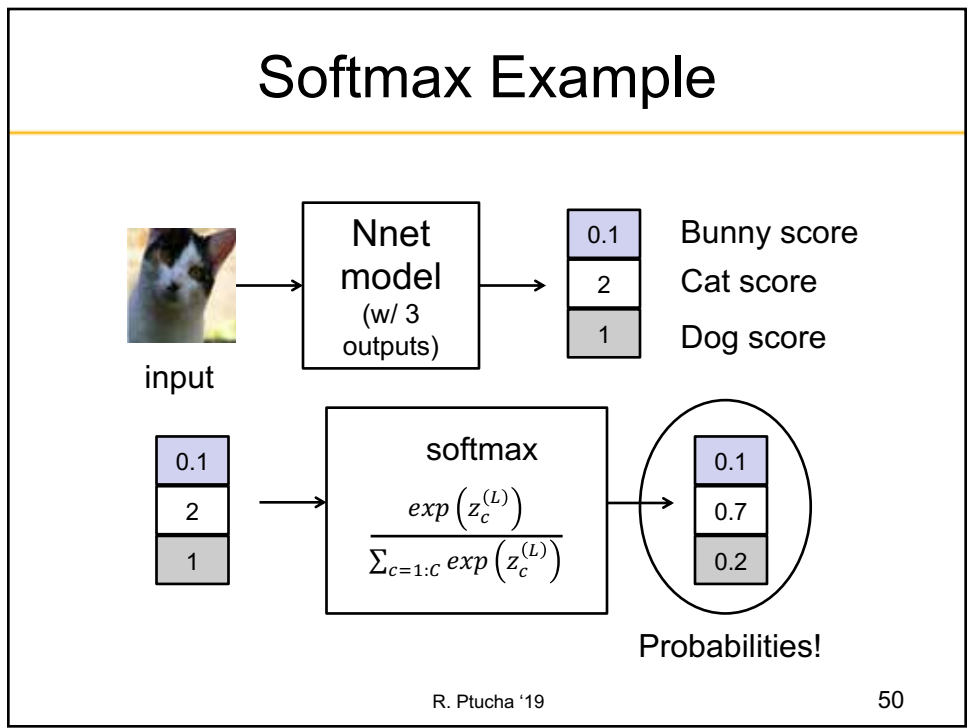 Softmax Example
Nnet
model
(w/ 3
outputs)
0.1 Bunny score
2 Cat score
1 Dog score
input
0.1
2
1
softmax
exp(z_c^{(L)})
∑_{c=1:C} exp(z_c^{(L)})
0.1
0.7
0.2
Probabilities!
R. Ptucha ‘19
50